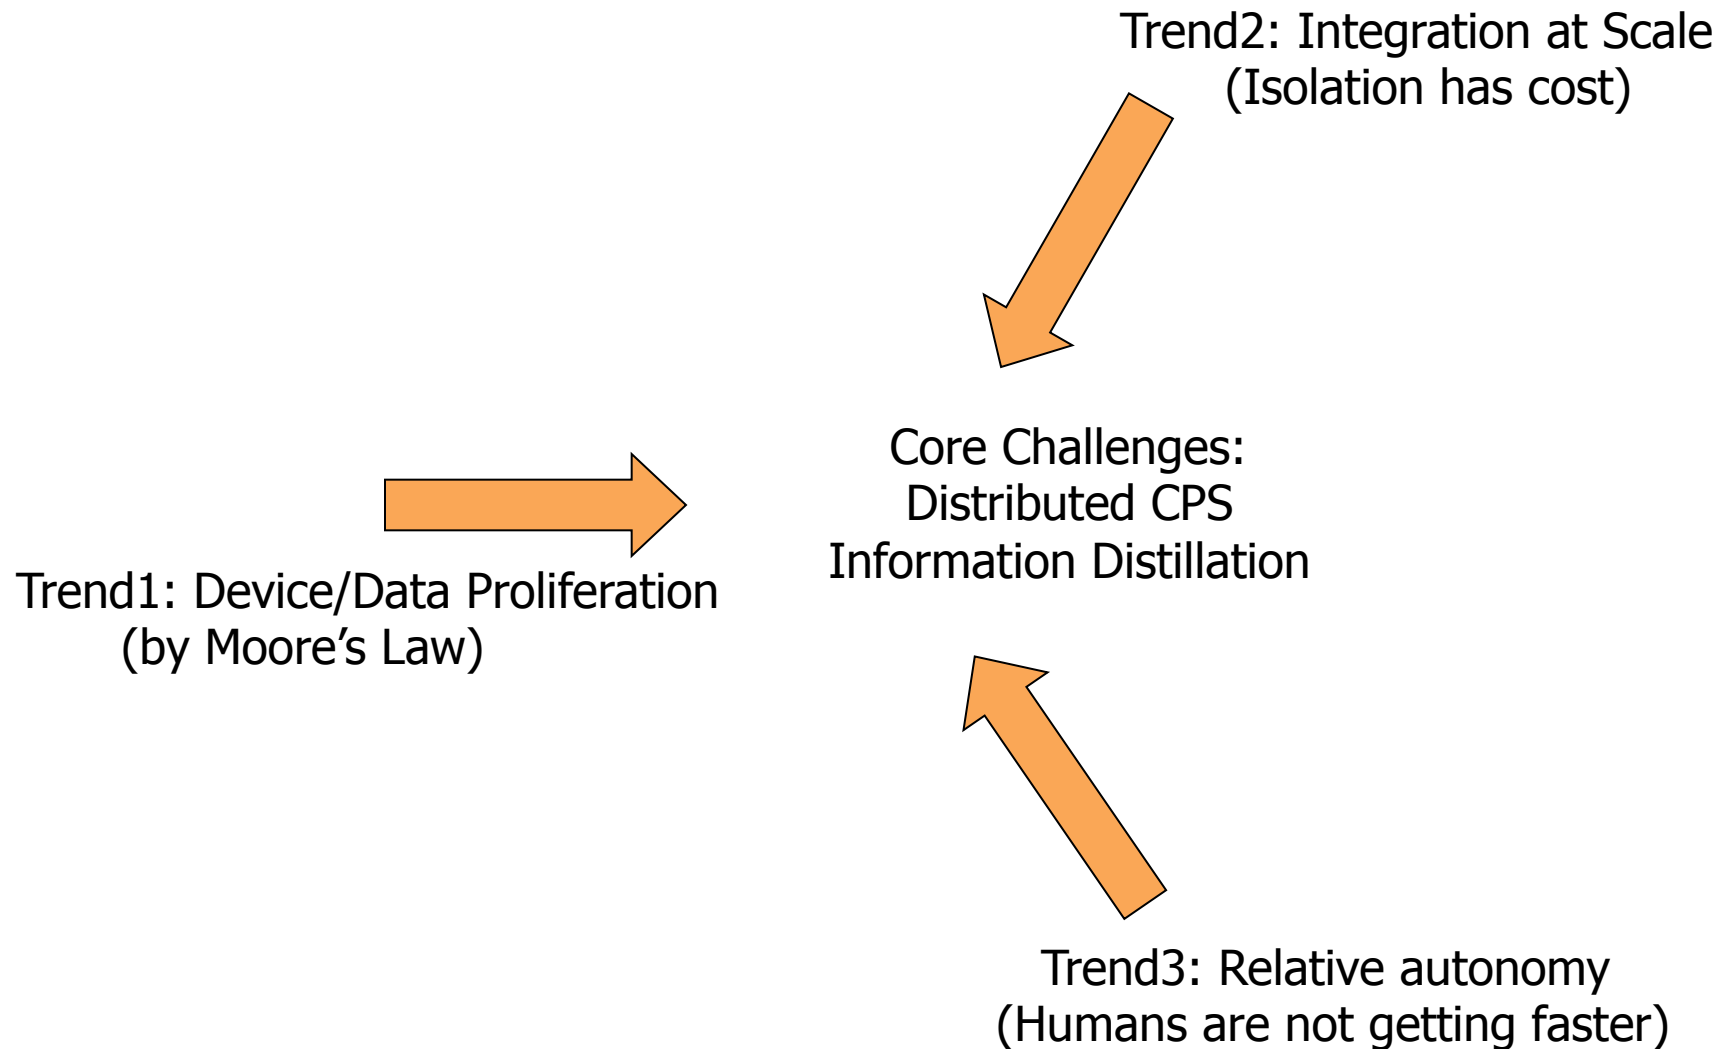 Trend2: Integration at Scale
(Isolation has cost)
Core Challenges:
Distributed CPS
Information Distillation
Trend1: Device/Data Proliferation
(by Moore’s Law)
Trend3: Relative autonomy
(Humans are not getting faster)